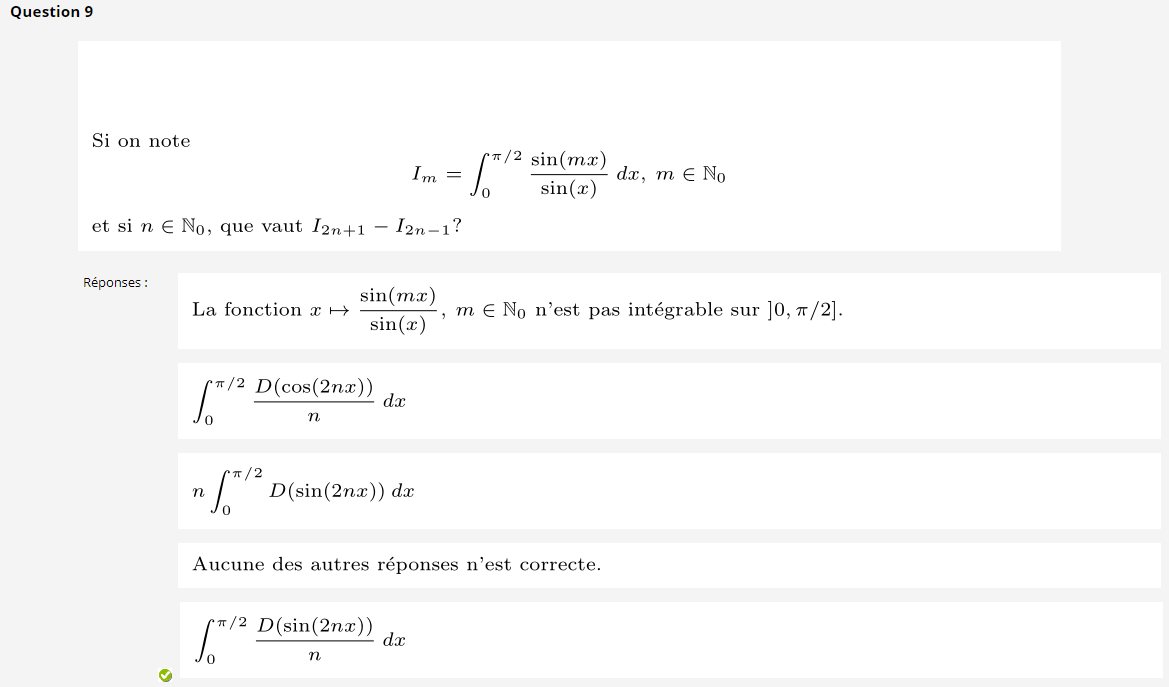 Question 9
Si on note
I_m = ∫_0^{π/2} sin(mx)/sin(x) dx, m ∈ ℕ_0
et si n ∈ ℕ_0, que vaut I_{2n+1} − I_{2n−1}?
Réponses :
La fonction x ↦ sin(mx)/sin(x), m ∈ ℕ_0 n'est pas intégrable sur ]0, π/2].
∫_0^{π/2} D(cos(2nx))/n dx
n ∫_0^{π/2} D(sin(2nx)) dx
Aucune des autres réponses n'est correcte.
∫_0^{π/2} D(sin(2nx))/n dx